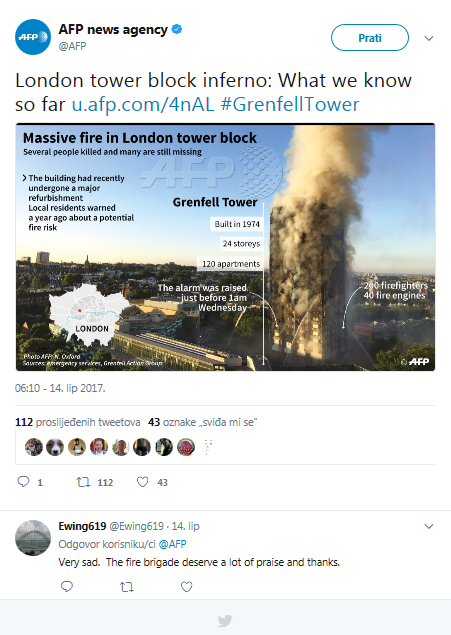 AFP
AFP news agency
@AFP
Prati
London tower block inferno: What we know
so far u.afp.com/4nAL #GrenfellTower
Massive fire in London tower block
Several people killed and many are still missing
AFP
The building had recently
undergone a major
refurbishment
Local residents warned
a year ago about a potential
fire risk
Grenfell Tower
Built in 1974
24 storeys
120 apartments
The alarm was raised
just before 1am
Wednesday
200 firefighters
40 fire engines
LONDON
Photo AFP: N. Oxford
Sources: emergency services, Grenfell Action Group
© AFP
06:10 - 14. lip 2017.
112 proslijeđenih tweetova 43 oznake „sviđa mi se”
1 112 43
Ewing619 @Ewing619 · 14. lip
Odgovor korisniku/ci @AFP
Very sad. The fire brigade deserve a lot of praise and thanks.